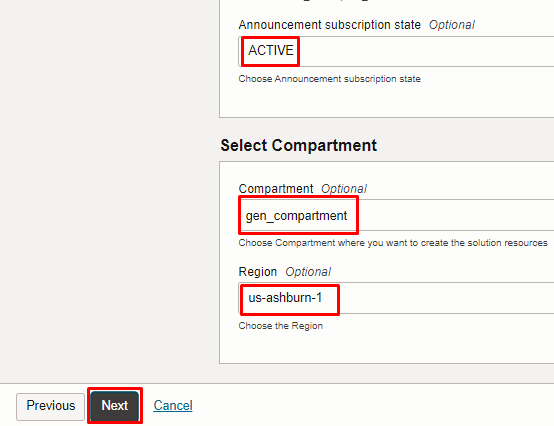 Announcement subscription state Optional
ACTIVE
Choose Announcement subscription state
Select Compartment
Compartment Optional
gen_compartment
Choose Compartment where you want to create the solution resources
Region Optional
us-ashburn-1
Choose the Region
Previous Next Cancel